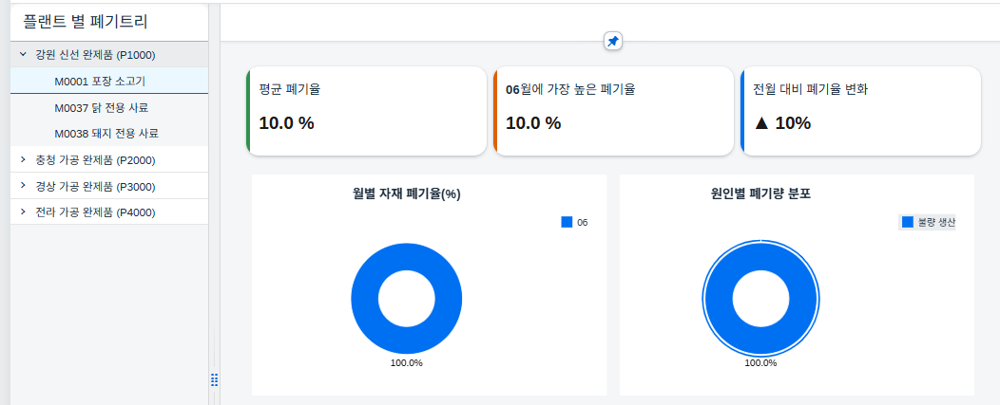 플랜트 별 폐기트리
강원 신선 완제품 (P1000)
M0001 포장 소고기
M0037 닭 전용 사료
M0038 돼지 전용 사료
충청 가공 완제품 (P2000)
경상 가공 완제품 (P3000)
전라 가공 완제품 (P4000)
평균 폐기율
10.0 %
06월에 가장 높은 폐기율
10.0 %
전월 대비 폐기율 변화
▲ 10%
월별 자재 폐기율(%)
06
100.0%
원인별 폐기량 분포
불량 생산
100.0%